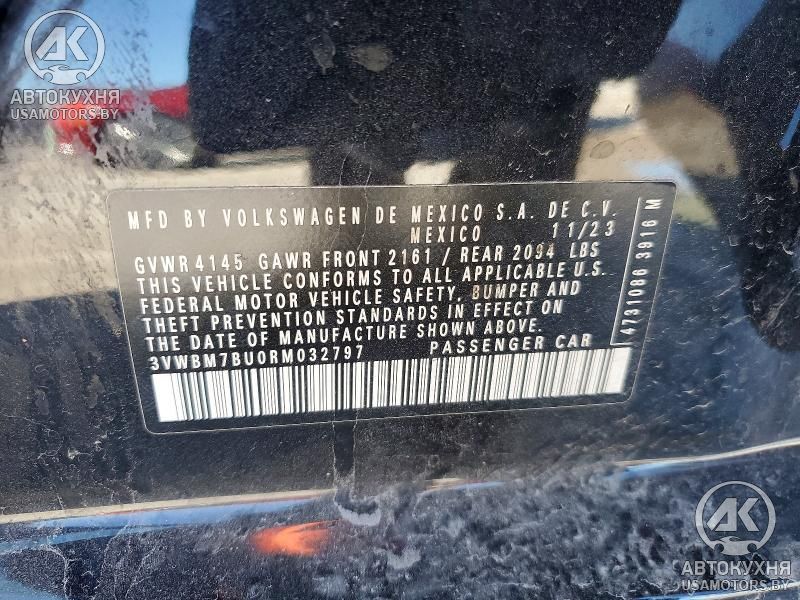 AK
АВТОКУХНЯ
USAMOTORS.BY
MFD BY VOLKSWAGEN DE MEXICO S.A. DE C.V.
MEXICO 11/23
GVWR 4145 GAWR FRONT 2161 / REAR 2094 LBS
THIS VEHICLE CONFORMS TO ALL APPLICABLE U.S.
FEDERAL MOTOR VEHICLE SAFETY, BUMPER AND
THEFT PREVENTION STANDARDS IN EFFECT ON
THE DATE OF MANUFACTURE SHOWN ABOVE.
3VWBM7BU0RM032797 PASSENGER CAR
4731086 3916 M
AK
АВТОКУХНЯ
USAMOTORS.BY